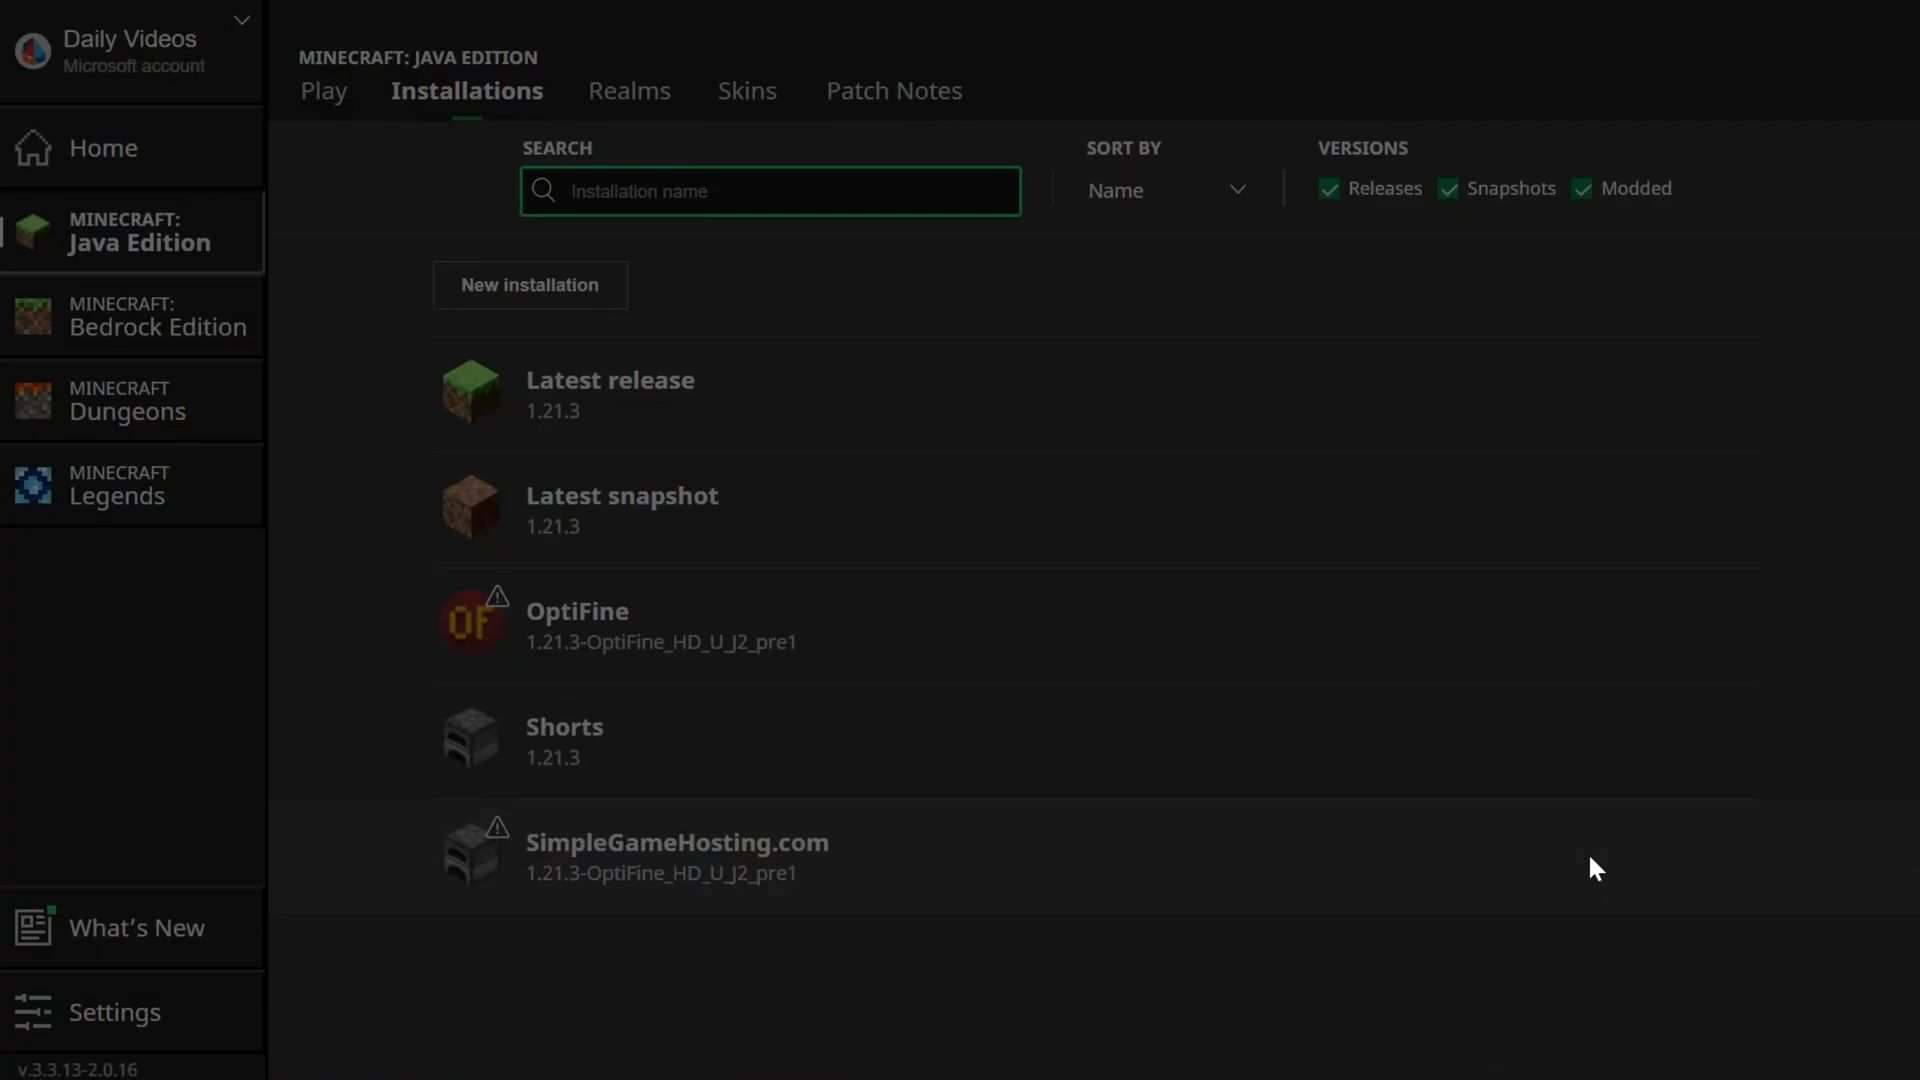 Daily Videos
Microsoft account
Home
MINECRAFT:
Java Edition
MINECRAFT:
Bedrock Edition
MINECRAFT
Dungeons
MINECRAFT
Legends
What's New
Settings
v.3.3.13-2.0.16
MINECRAFT: JAVA EDITION
Play Installations Realms Skins Patch Notes
SEARCH SORT BY VERSIONS
Installation name Name Releases Snapshots Modded
New installation
Latest release
1.21.3
Latest snapshot
1.21.3
OF
OptiFine
1.21.3-OptiFine_HD_U_J2_pre1
Shorts
1.21.3
SimpleGameHosting.com
1.21.3-OptiFine_HD_U_J2_pre1